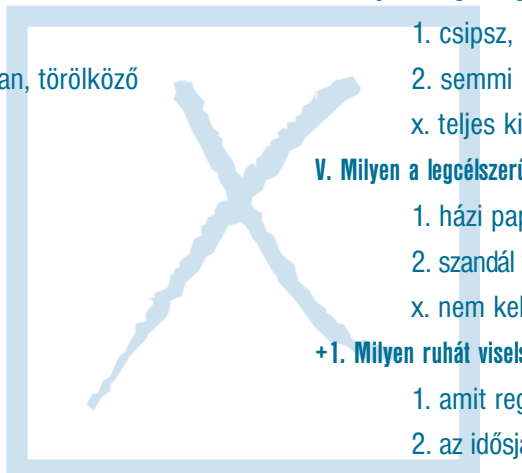 an, törölköző
1. csipsz,
2. semmi
x. teljes ki
V. Milyen a legcélszerű
1. házi pap
2. szandál
x. nem kel
+1. Milyen ruhát visels
1. amit reg
2. az idősja